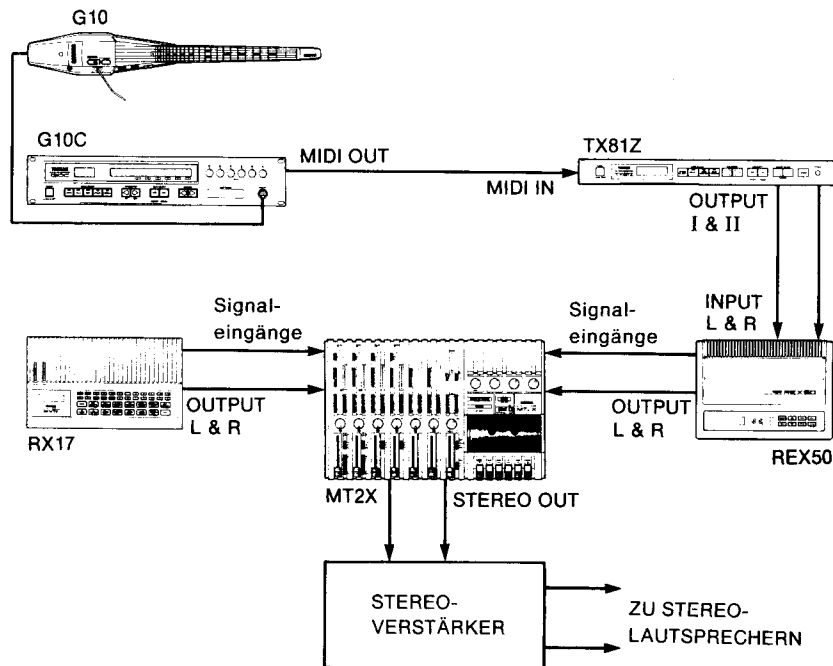 G10
G10C
MIDI OUT
TX81Z
MIDI IN
OUTPUT
I & II
Signal-
eingänge
Signal-
eingänge
INPUT
L & R
OUTPUT
L & R
OUTPUT
L & R
RX17
REX50
MT2X
STEREO OUT
STEREO-
VERSTÄRKER
ZU STEREO-
LAUTSPRECHERN